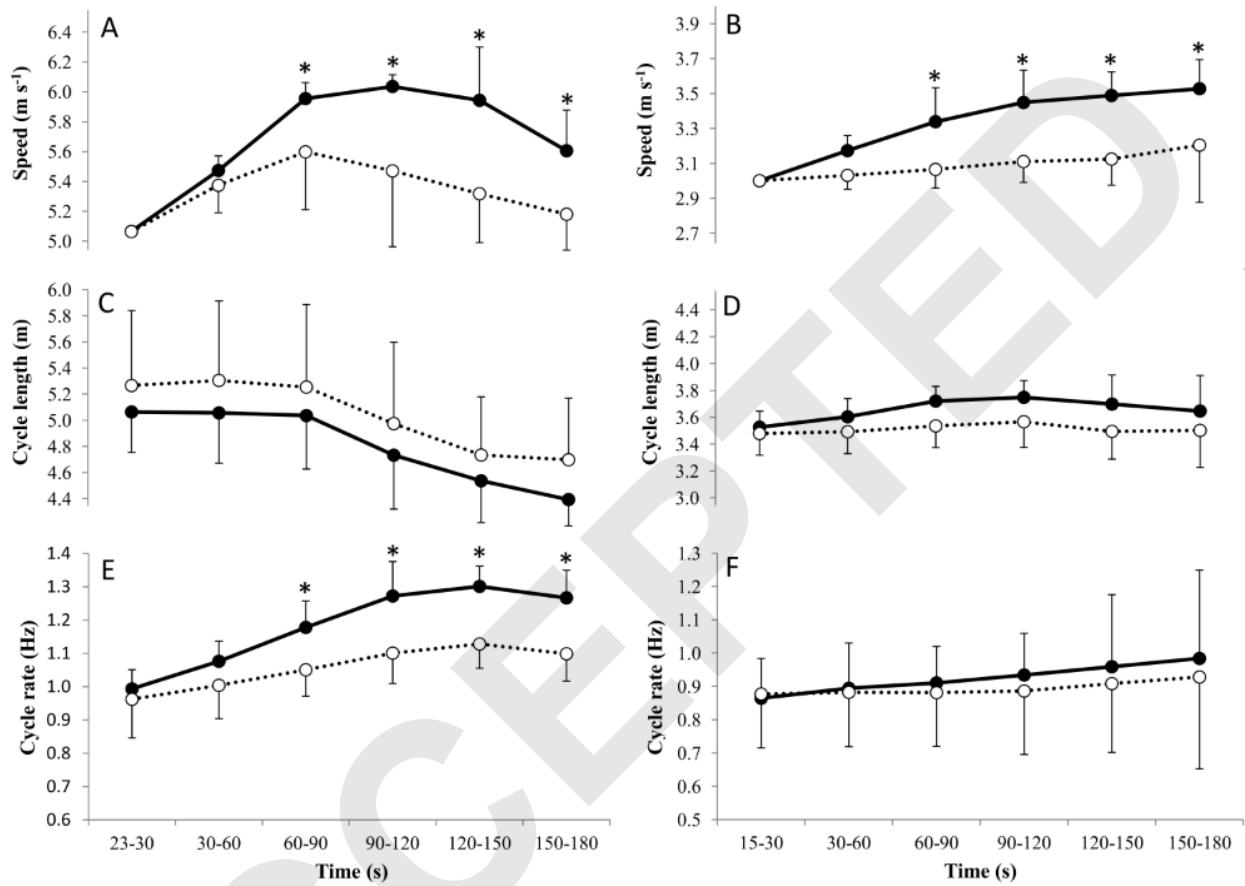 A
Speed (m s⁻¹)
6.4
6.2
6.0
5.8
5.6
5.4
5.2
5.0
* * * *
B
Speed (m s⁻¹)
3.9
3.7
3.5
3.3
3.1
2.9
2.7
* * * *
C
Cycle length (m)
6.0
5.8
5.6
5.4
5.2
5.0
4.8
4.6
4.4
D
Cycle length (m)
4.4
4.2
4.0
3.8
3.6
3.4
3.2
3.0
E
Cycle rate (Hz)
1.4
1.3
1.2
1.1
1.0
0.9
0.8
0.7
0.6
* * * *
23-30 30-60 60-90 90-120 120-150 150-180
Time (s)
F
Cycle rate (Hz)
1.3
1.2
1.1
1.0
0.9
0.8
0.7
0.6
0.5
15-30 30-60 60-90 90-120 120-150 150-180
Time (s)
CCEPTED